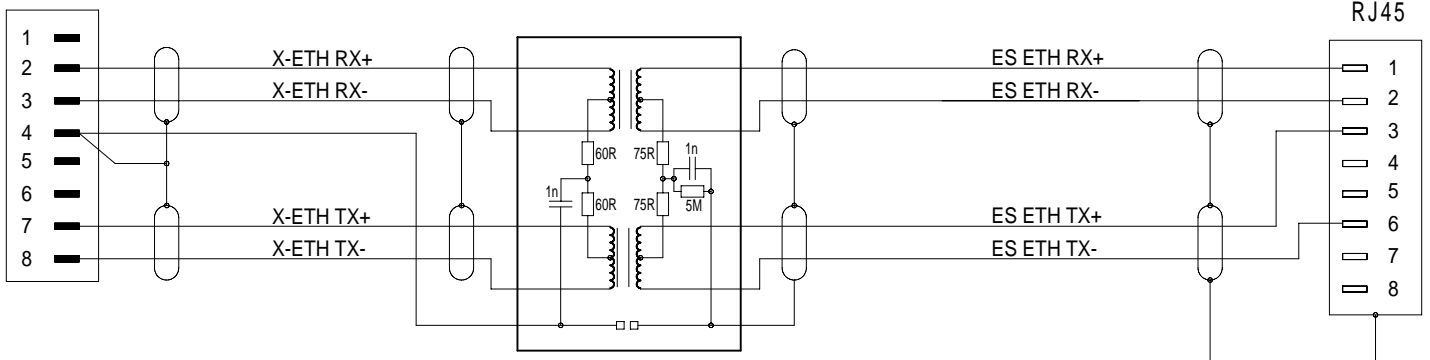 RJ45
1
2
3
4
5
6
7
8
X-ETH RX+
X-ETH RX-
X-ETH TX+
X-ETH TX-
60R
75R
1n
5M
1n
60R
75R
ES ETH RX+
ES ETH RX-
ES ETH TX+
ES ETH TX-
1
2
3
4
5
6
7
8